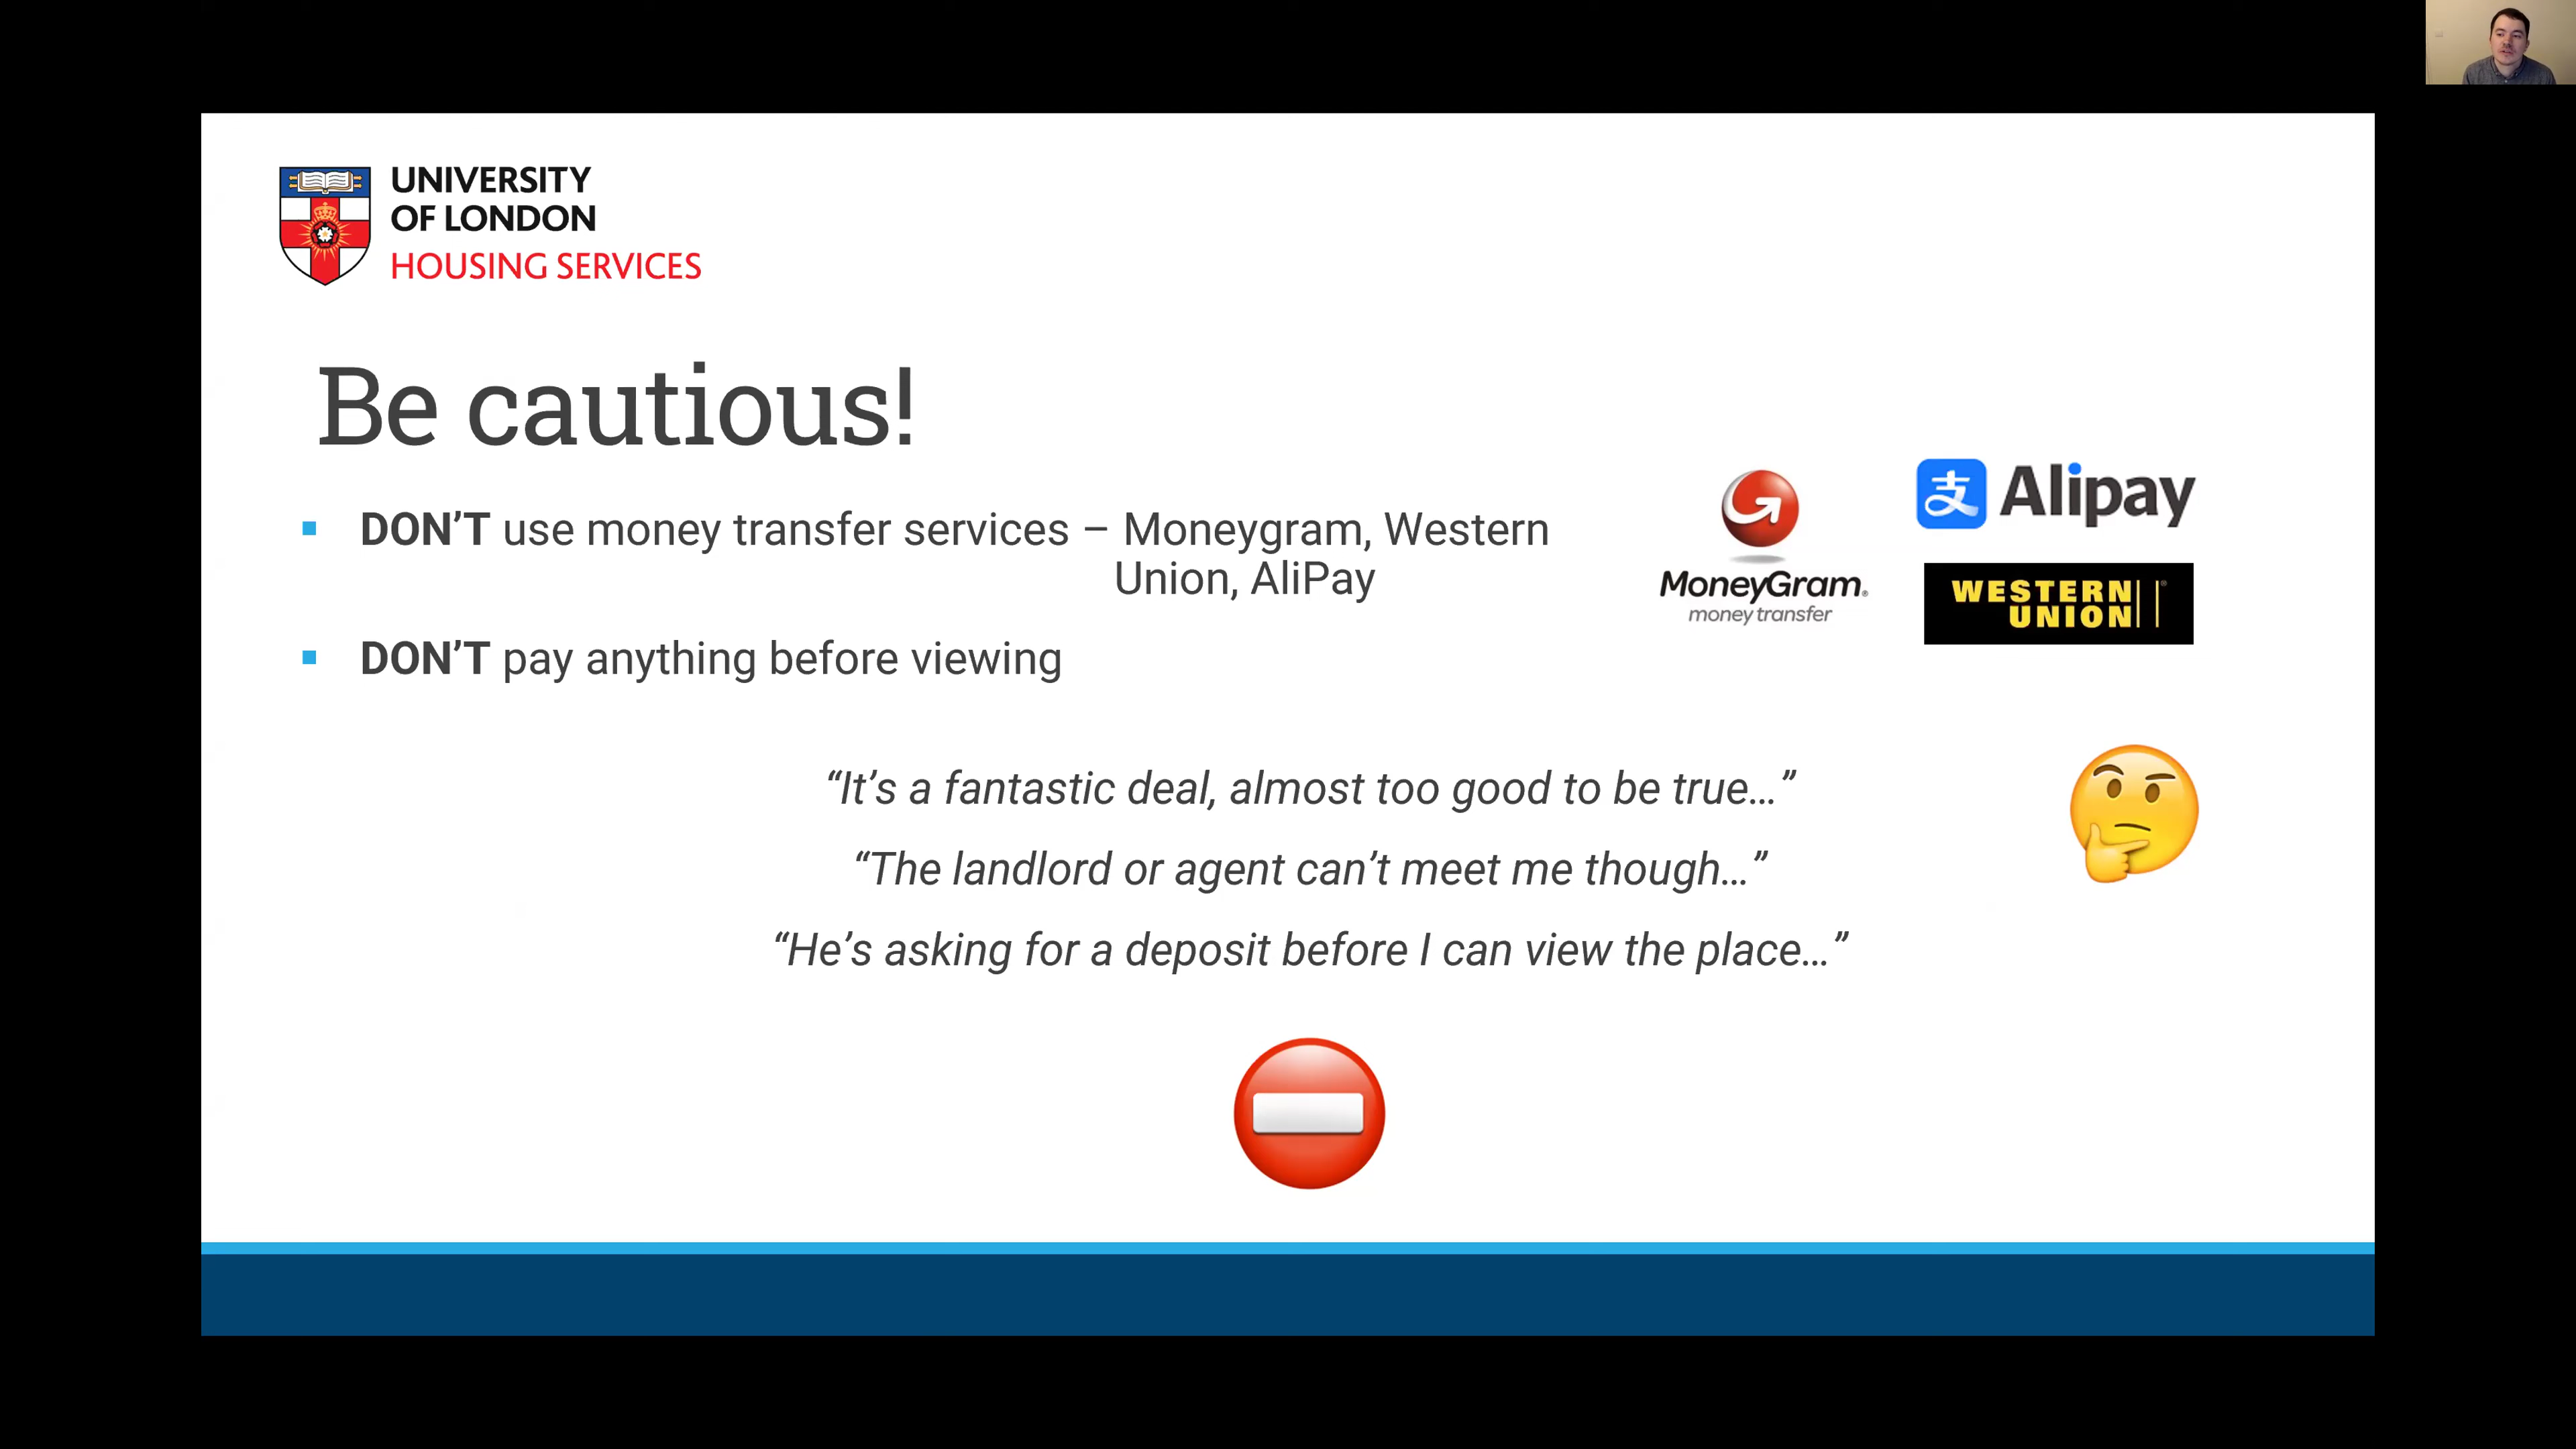 UNIVERSITY
OF LONDON
HOUSING SERVICES
Be cautious!
DON’T use money transfer services – Moneygram, Western
Union, AliPay
DON’T pay anything before viewing
MoneyGram®
money transfer
支 Alipay
WESTERN
UNION ®
“It’s a fantastic deal, almost too good to be true…”
“The landlord or agent can’t meet me though…”
“He’s asking for a deposit before I can view the place…”